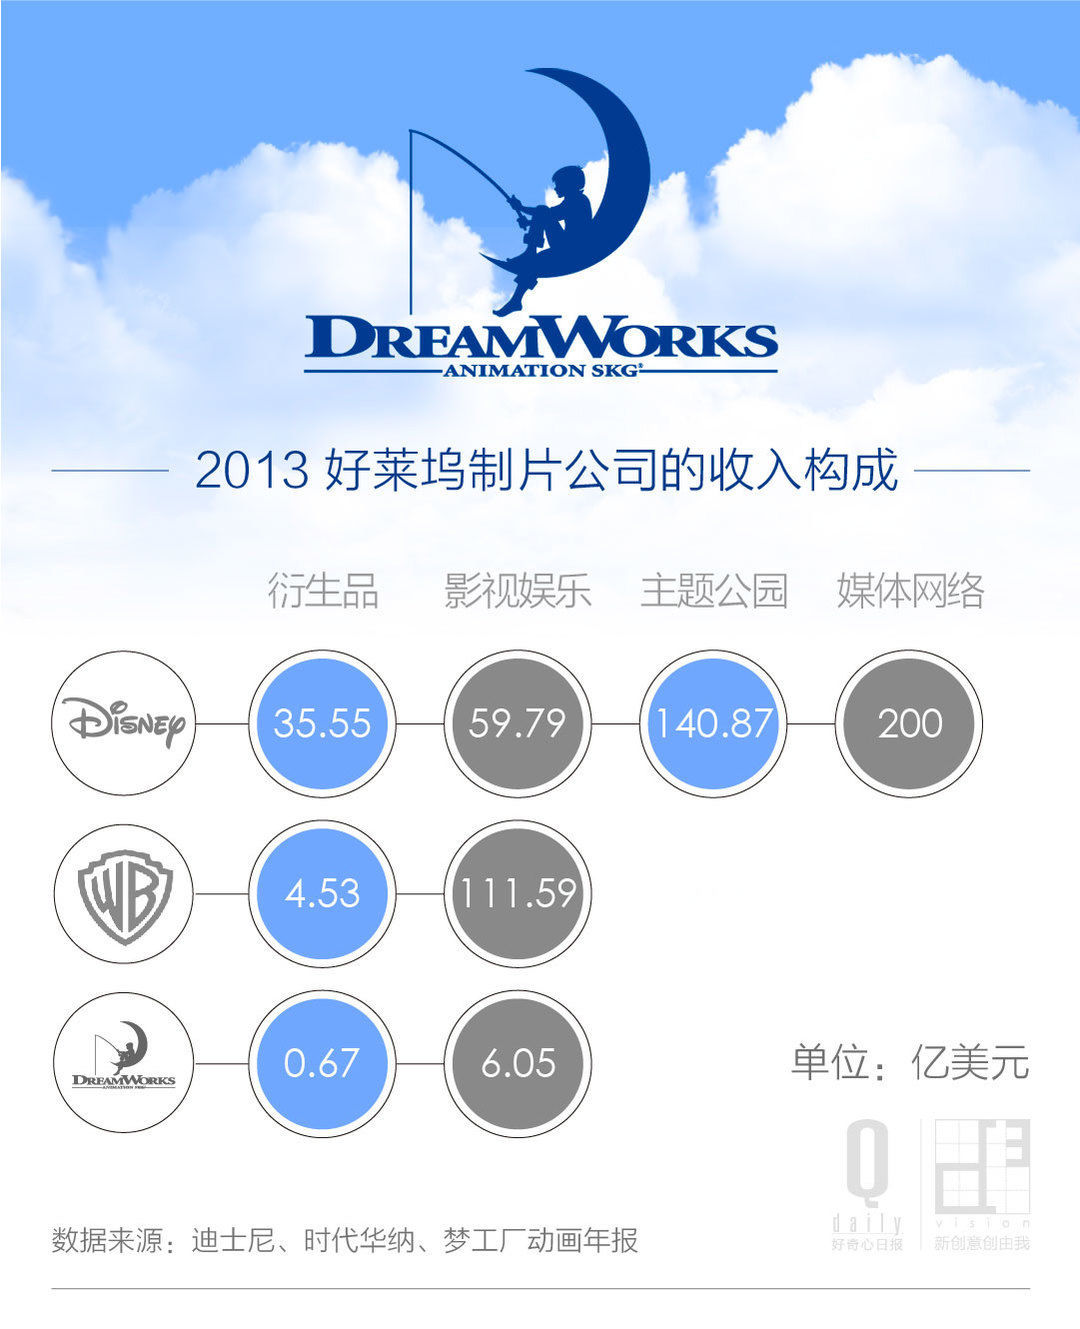 DREAMWORKS
ANIMATION SKG®
2013 好莱坞制片公司的收入构成
衍生品 影视娱乐 主题公园 媒体网络
Disney 35.55 59.79 140.87 200
WB 4.53 111.59
DREAMWORKS
ANIMATION SKG
0.67 6.05
单位：亿美元
Q
daily
好奇心日报
vision
新创意创由我
数据来源：迪士尼、时代华纳、梦工厂动画年报